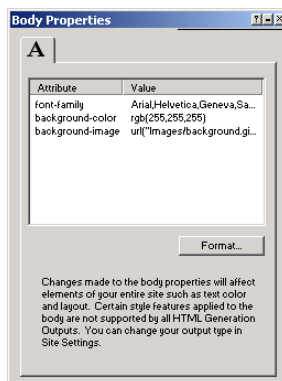 Body Properties
A
Attribute Value
font-family Arial,Helvetica,Geneva,Sa...
background-color rgb(255,255,255)
background-image url("Images/background.gi...
Format...
Changes made to the body properties will affect
elements of your entire site such as text color
and layout. Certain style features applied to the
body are not supported by all HTML Generation
Outputs. You can change your output type in
Site Settings.